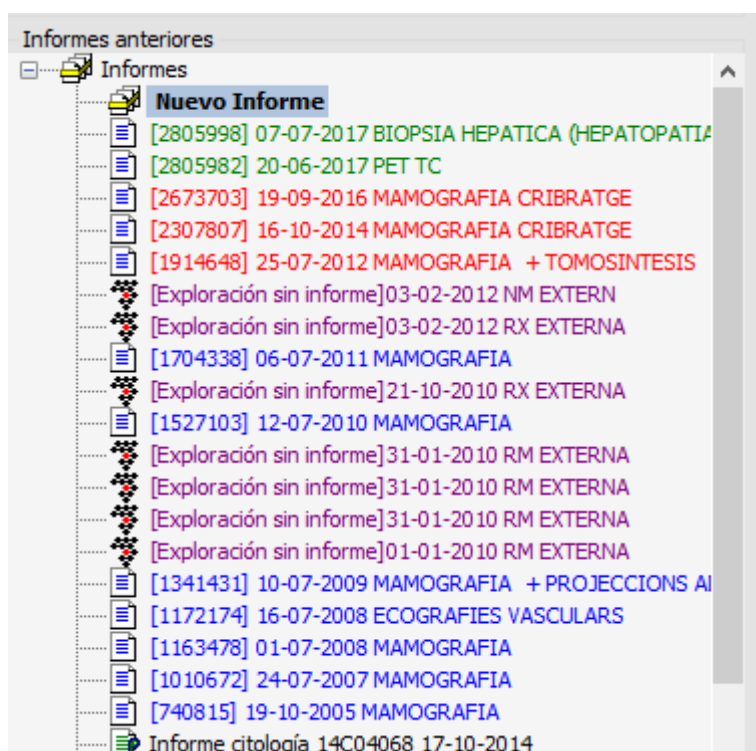 Informes anteriores
Informes
Nuevo Informe
[2805998] 07-07-2017 BIOPSIA HEPATICA (HEPATOPATIA
[2805982] 20-06-2017 PET TC
[2673703] 19-09-2016 MAMOGRAFIA CRIBRATGE
[2307807] 16-10-2014 MAMOGRAFIA CRIBRATGE
[1914648] 25-07-2012 MAMOGRAFIA + TOMOSINTESIS
[Exploración sin informe]03-02-2012 NM EXTERN
[Exploración sin informe]03-02-2012 RX EXTERNA
[1704338] 06-07-2011 MAMOGRAFIA
[Exploración sin informe]21-10-2010 RX EXTERNA
[1527103] 12-07-2010 MAMOGRAFIA
[Exploración sin informe]31-01-2010 RM EXTERNA
[Exploración sin informe]31-01-2010 RM EXTERNA
[Exploración sin informe]31-01-2010 RM EXTERNA
[Exploración sin informe]01-01-2010 RM EXTERNA
[1341431] 10-07-2009 MAMOGRAFIA + PROJECCIONS
[1172174] 16-07-2008 ECOGRAFIES VASCULARS
[1163478] 01-07-2008 MAMOGRAFIA
[1010672] 24-07-2007 MAMOGRAFIA
[740815] 19-10-2005 MAMOGRAFIA
Informe citología 14C04068 17-10-2014